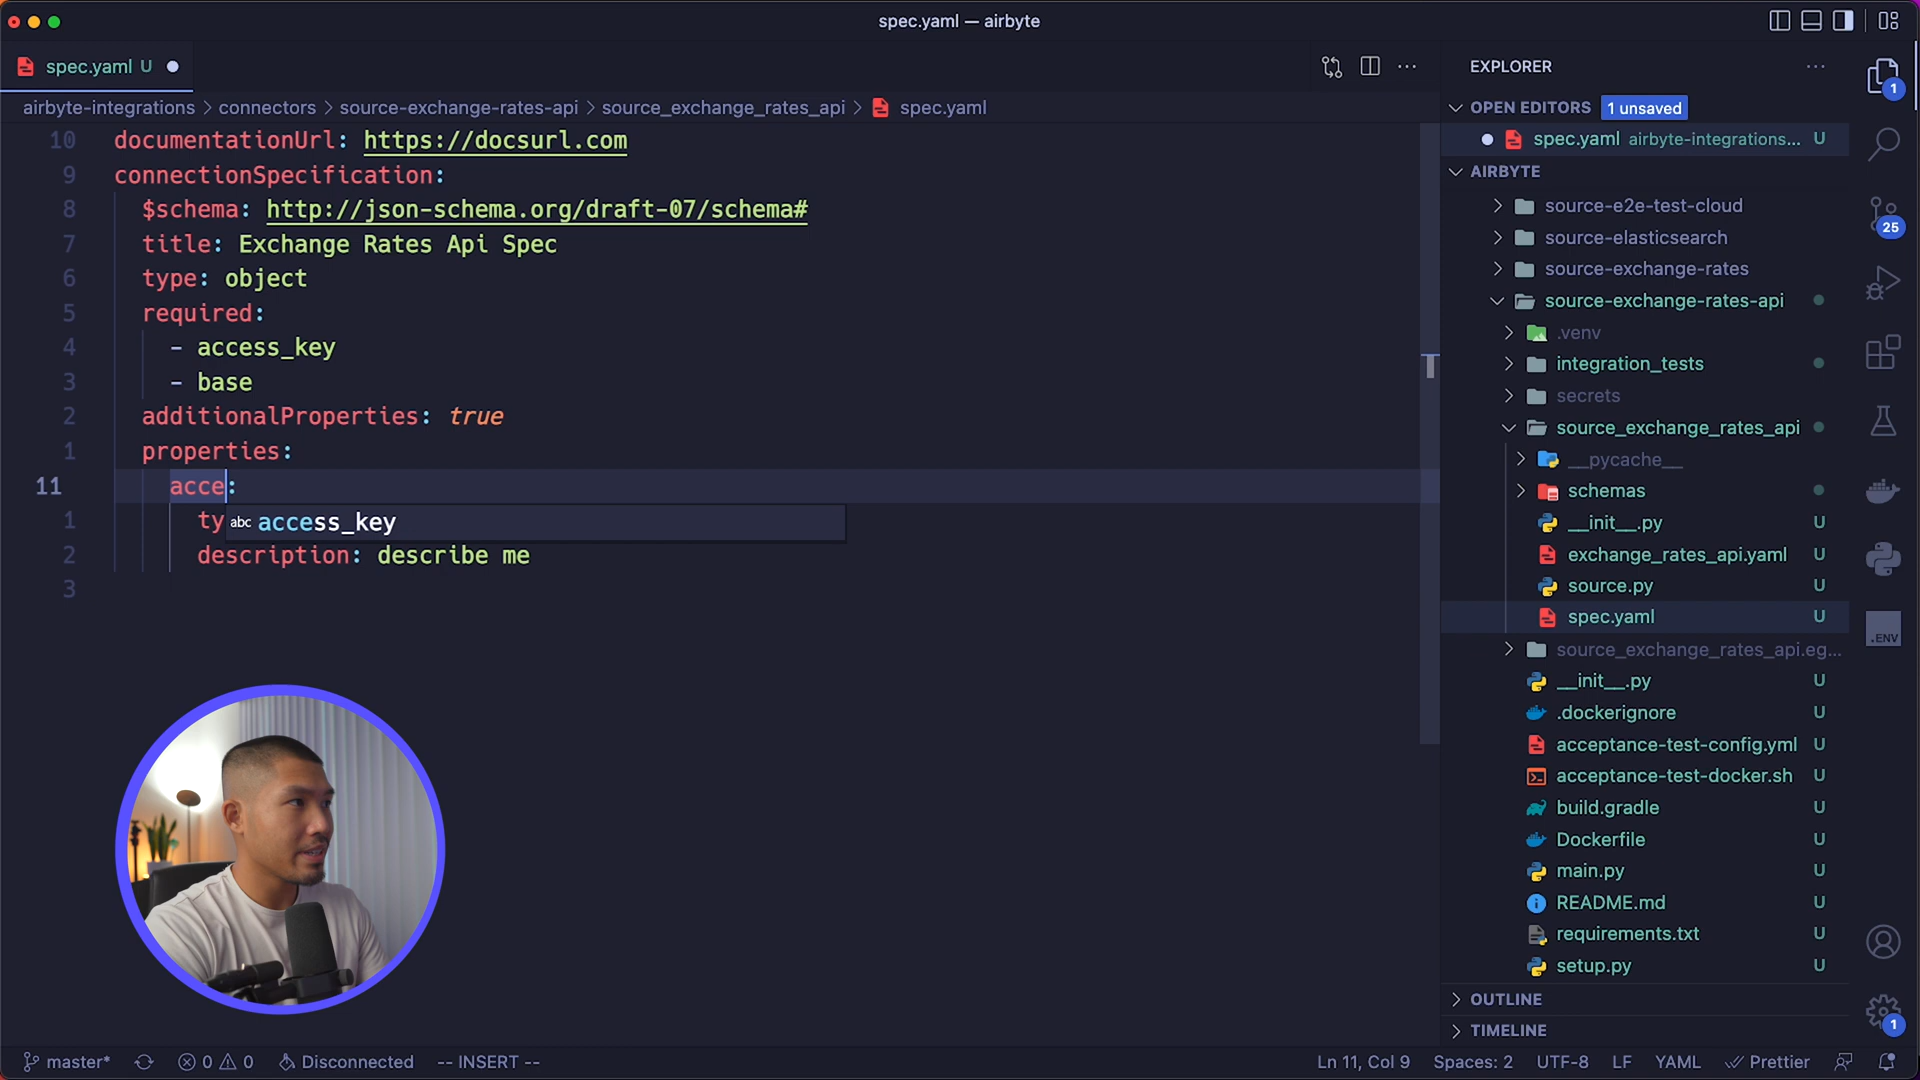 spec.yaml — airbyte
spec.yaml U
airbyte-integrations > connectors > source-exchange-rates-api > source_exchange_rates_api > spec.yaml
10 documentationUrl: https://docsurl.com
9 connectionSpecification:
8 $schema: http://json-schema.org/draft-07/schema#
7 title: Exchange Rates Api Spec
6 type: object
5 required:
4 - access_key
3 - base
2 additionalProperties: true
1 properties:
11 acce:
1 ty abc access_key
2 description: describe me
3
EXPLORER
OPEN EDITORS 1 unsaved
spec.yaml airbyte-integrations... U
AIRBYTE
source-e2e-test-cloud
source-elasticsearch
source-exchange-rates
source-exchange-rates-api
.venv
integration_tests
secrets
source_exchange_rates_api
__pycache__
schemas
__init__.py U
exchange_rates_api.yaml U
source.py U
spec.yaml U
source_exchange_rates_api.eg...
__init__.py U
.dockerignore U
acceptance-test-config.yml U
acceptance-test-docker.sh U
build.gradle U
Dockerfile U
main.py U
README.md U
requirements.txt U
setup.py U
OUTLINE
TIMELINE
1
25
.ENV
1
master* 0 0 Disconnected -- INSERT --
Ln 11, Col 9 Spaces: 2 UTF-8 LF YAML Prettier